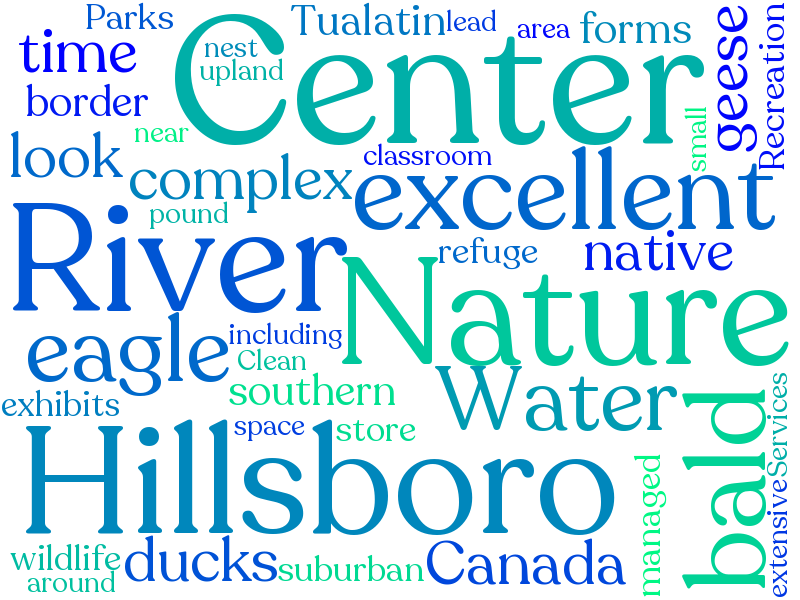 Parks
Tualatin
lead
area
forms
geese
Recreation
time
nest
upland
Center
border
near
small
look
classroom
complex
excellent
pound
River
refuge
native
Nature
eagle
including
Clean
southern
Water
exhibits
space
store
Hillsboro
bald
Services
managed
extensive
wildlife
around
ducks
suburban
Canada